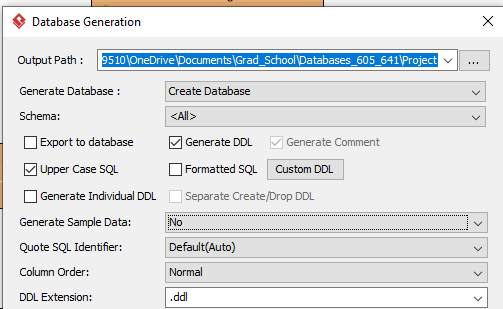 Database Generation
Output Path : 9510\OneDrive\Documents\Grad_School\Databases_605_641\Project ...
Generate Database : Create Database
Schema: <All>
Export to database Generate DDL Generate Comment
Upper Case SQL Formatted SQL Custom DDL
Generate Individual DDL Separate Create/Drop DDL
Generate Sample Data: No
Quote SQL Identifier: Default(Auto)
Column Order: Normal
DDL Extension: .ddl